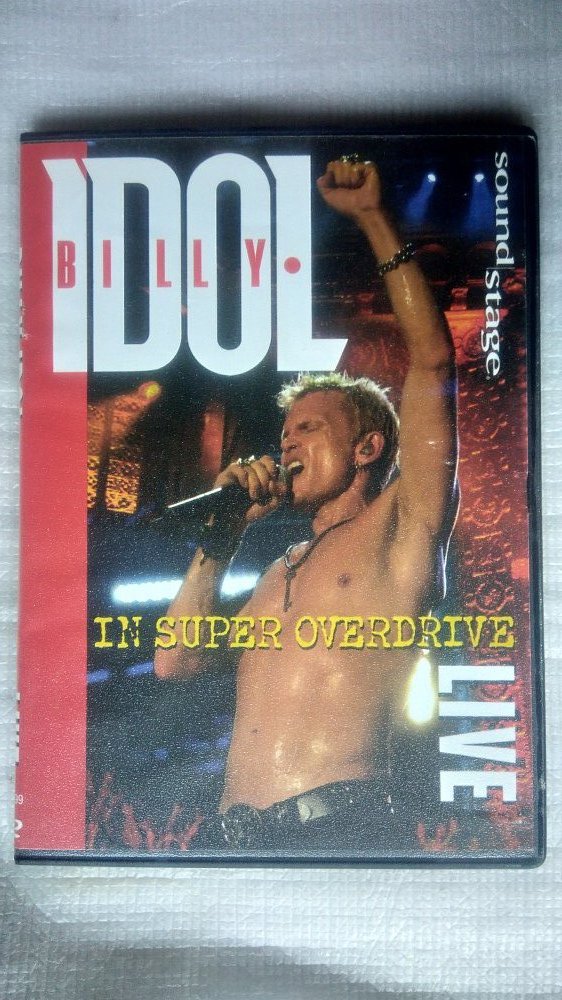 IDOL
BILLY
soundstage
IN SUPER OVERDRIVE
LIVE